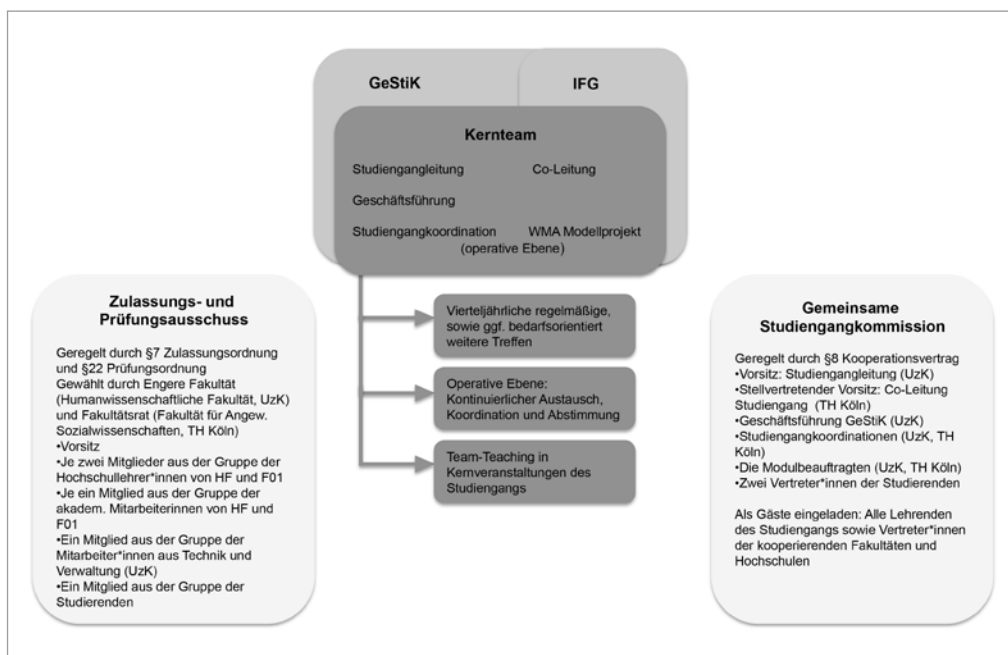 GeStiK
IFG
Kernteam
Studiengangleitung
Co-Leitung
Geschäftsführung
Studiengangkoordination
WMA Modellprojekt
(operative Ebene)
Zulassungs- und
Prüfungsausschuss
Geregelt durch §7 Zulassungsordnung
und §22 Prüfungsordnung
Gewählt durch Engere Fakultät
(Humanwissenschaftliche Fakultät, UzK)
und Fakultätsrat (Fakultät für Angew.
Sozialwissenschaften, TH Köln)
•Vorsitz
•Je zwei Mitglieder aus der Gruppe der
Hochschullehrer*innen von HF und F01
•Je ein Mitglied aus der Gruppe der
akadem. Mitarbeiterinnen von HF und
F01
•Ein Mitglied aus der Gruppe der
Mitarbeiter*innen aus Technik und
Verwaltung (UzK)
•Ein Mitglied aus der Gruppe der
Studierenden
Vierteljährliche regelmäßige,
sowie ggf. bedarfsorientiert
weitere Treffen
Operative Ebene:
Kontinuierlicher Austausch,
Koordination und Abstimmung
Team-Teaching in
Kernveranstaltungen des
Studiengangs
Gemeinsame
Studiengangkommission
Geregelt durch §8 Kooperationsvertrag
•Vorsitz: Studiengangleitung (UzK)
•Stellvertretender Vorsitz: Co-Leitung
Studiengang (TH Köln)
•Geschäftsführung GeStiK (UzK)
•Studiengangkoordinationen (UzK, TH
Köln)
•Die Modulbeauftragten (UzK, TH Köln)
•Zwei Vertreter*innen der Studierenden
Als Gäste eingeladen: Alle Lehrenden
des Studiengangs sowie Vertreter*innen
der kooperierenden Fakultäten und
Hochschulen